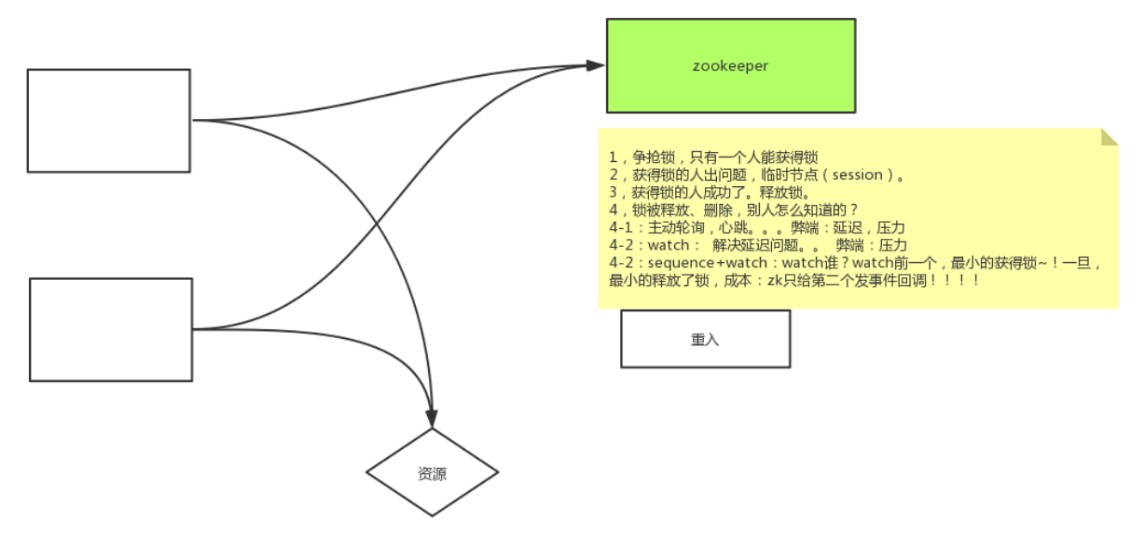 zookeeper
1，争抢锁，只有一个人能获得锁
2，获得锁的人出问题，临时节点（session）。
3，获得锁的人成功了。释放锁。
4，锁被释放、删除，别人怎么知道的？
4-1：主动轮询，心跳。。。弊端：延迟，压力
4-2：watch： 解决延迟问题。。 弊端：压力
4-2：sequence+watch：watch谁？watch前一个，最小的获得锁~！一旦，
最小的释放了锁，成本：zk只给第二个发事件回调！！！！
重入
资源